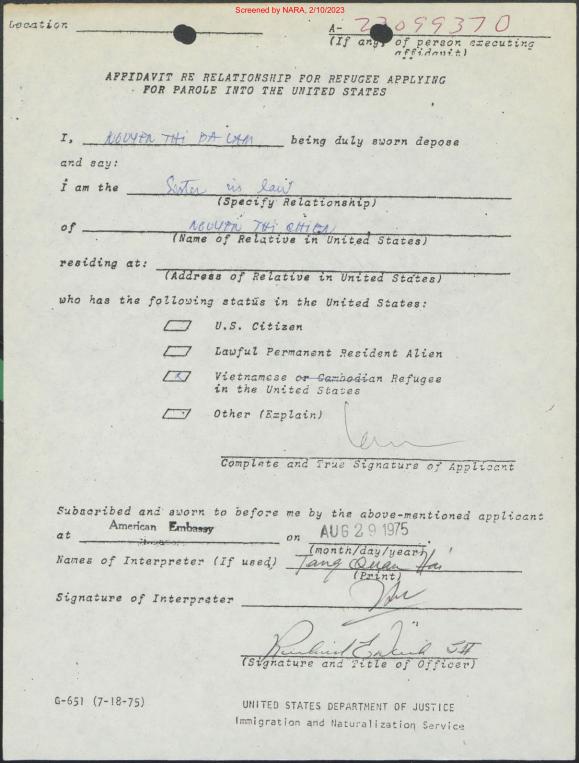 Screened by NARA, 2/10/2023
Location
A- 22099370
(If any of person executing
affidavit)
AFFIDAVIT RE RELATIONSHIP FOR REFUGEE APPLYING
FOR PAROLE INTO THE UNITED STATES
I, NGUYEN THI BA CAM being duly sworn depose
and say:
I am the Sister in law
(Specify Relationship)
of NGUYEN THI CHIEN
(Name of Relative in United States)
residing at:
(Address of Relative in United States)
who has the following status in the United States:
U.S. Citizen
Lawful Permanent Resident Alien
x Vietnamese or Cambodian Refugee
in the United States
Other (Explain)
Complete and True Signature of Applicant
Subscribed and sworn to before me by the above-mentioned applicant
at American Embassy on AUG 29 1975.
(month/day/year)
Names of Interpreter (If used) Tang Quan Hai
(Print)
Signature of Interpreter
(Signature and Title of Officer)
G-651 (7-18-75)
UNITED STATES DEPARTMENT OF JUSTICE
Immigration and Naturalization Service